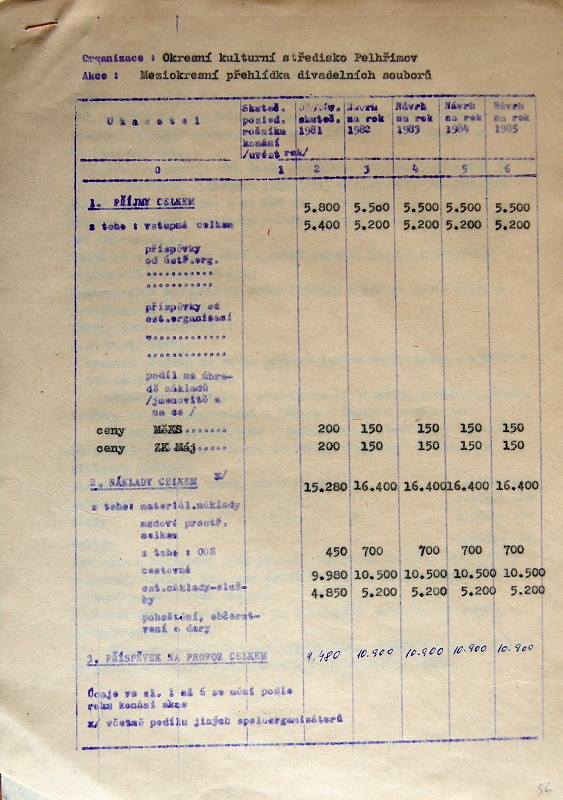 Organizace : Okresní kulturní středisko Pelhřimov
Akce : Meziokresní přehlídka divadelních souborů
U k a z a t e l
Skuteč. posled. ročníku konání /uvést rok/
skuteč. 1981
Návrh na rok 1982
Návrh na rok 1983
Návrh na rok 1984
Návrh na rok 1985
0 1 2 3 4 5 6
1. PŘÍJMY CELKEM 5.800 5.500 5.500 5.500 5.500
z toho : vstupné celkem 5.400 5.200 5.200 5.200 5.200
příspěvky
od ústř.org.
...........
...........
příspěvky od
ost.organizací
...........
...........
podíl na úhra-
dě nákladů
/jmenovitě a
na co /
ceny MěKS...... 200 150 150 150 150
ceny ZK Máj.... 200 150 150 150 150
2. NÁKLADY CELKEM x/ 15.280 16.400 16.400 16.400 16.400
z toho: materiál.náklady
mzdové prostř.
celkem
z toho : OON 450 700 700 700 700
cestovné 9.980 10.500 10.500 10.500 10.500
ost.náklady-služ-
by 4.850 5.200 5.200 5.200 5.200
pohoštění, občerst-
vení a dary
3. PŘÍSPĚVEK NA PROVOZ CELKEM 9.480 10.900 10.900 10.900 10.900
Údaje ve sl. 1 až 6 se mění podle
roku konání akce
x/ včetně podílu jiných spoluorganizátorů
56